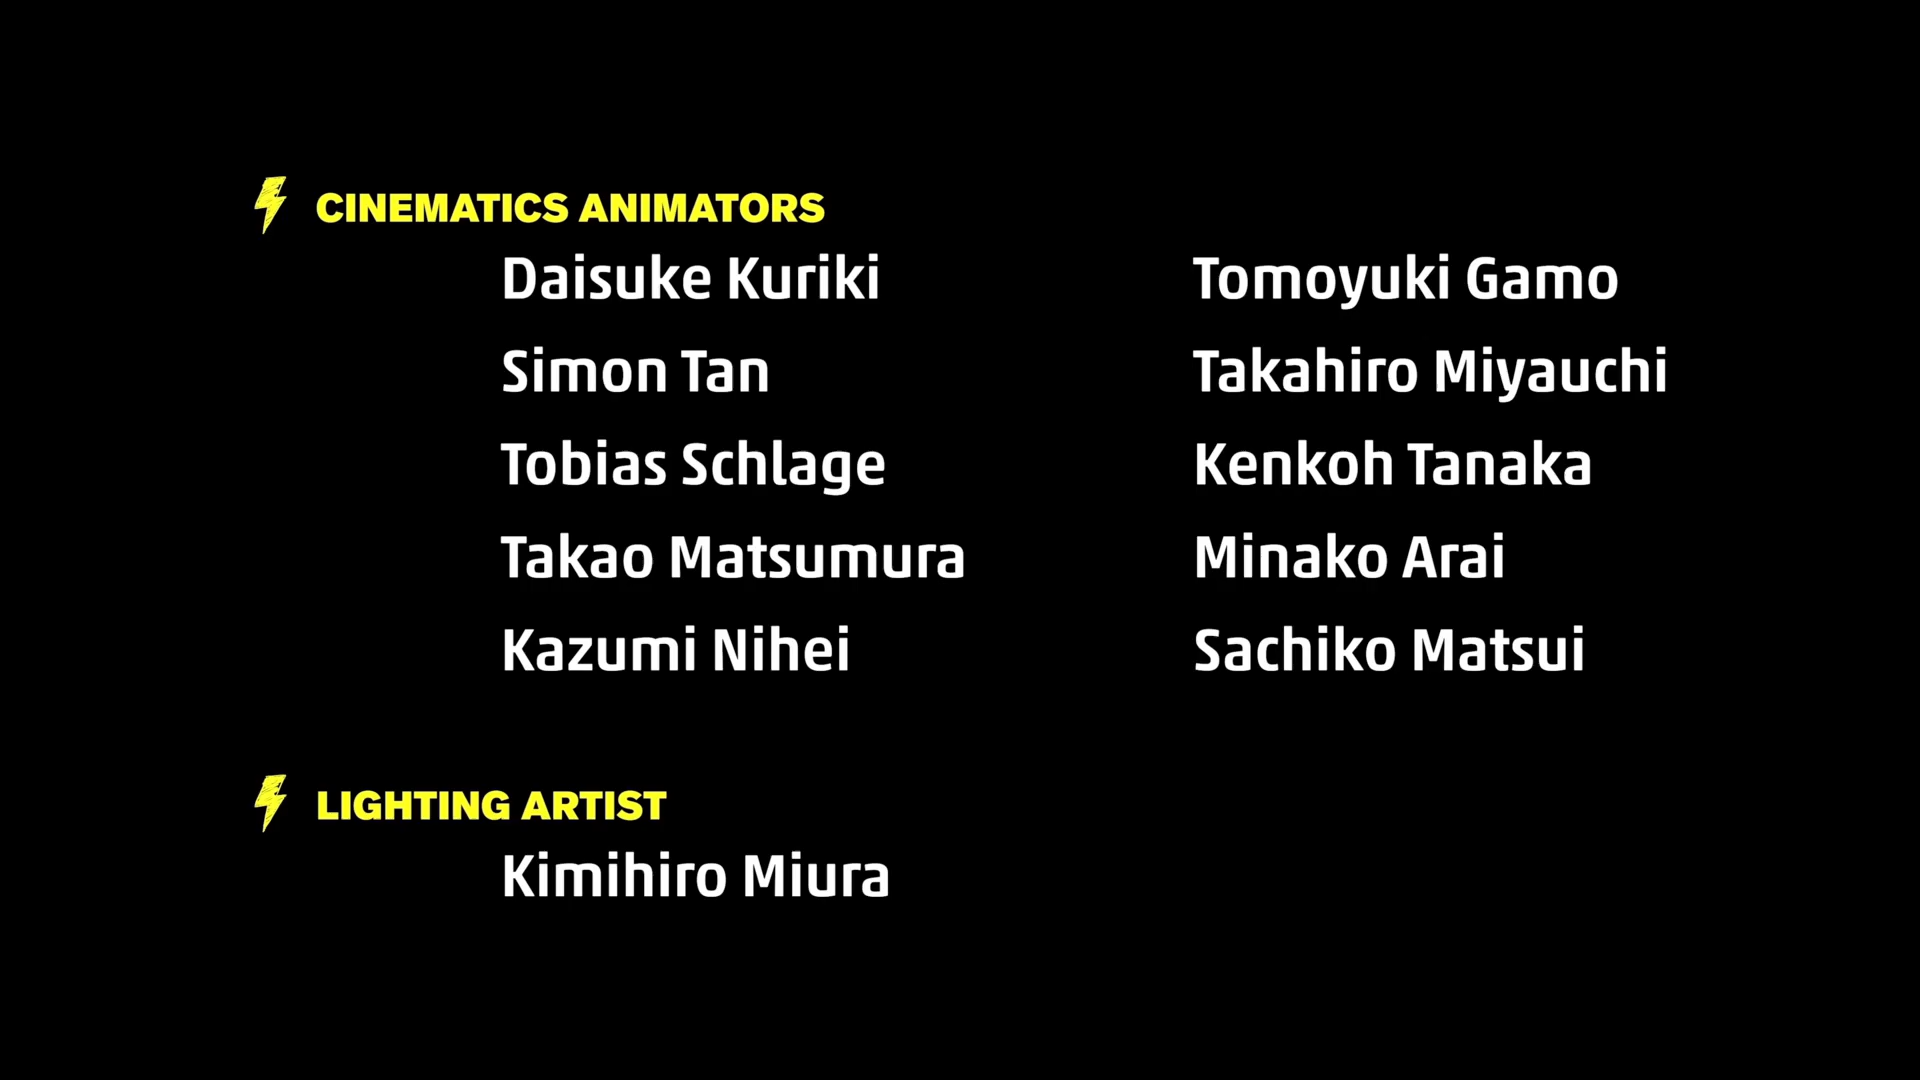 CINEMATICS ANIMATORS
Daisuke Kuriki Tomoyuki Gamo
Simon Tan Takahiro Miyauchi
Tobias Schlage Kenkoh Tanaka
Takao Matsumura Minako Arai
Kazumi Nihei Sachiko Matsui
LIGHTING ARTIST
Kimihiro Miura